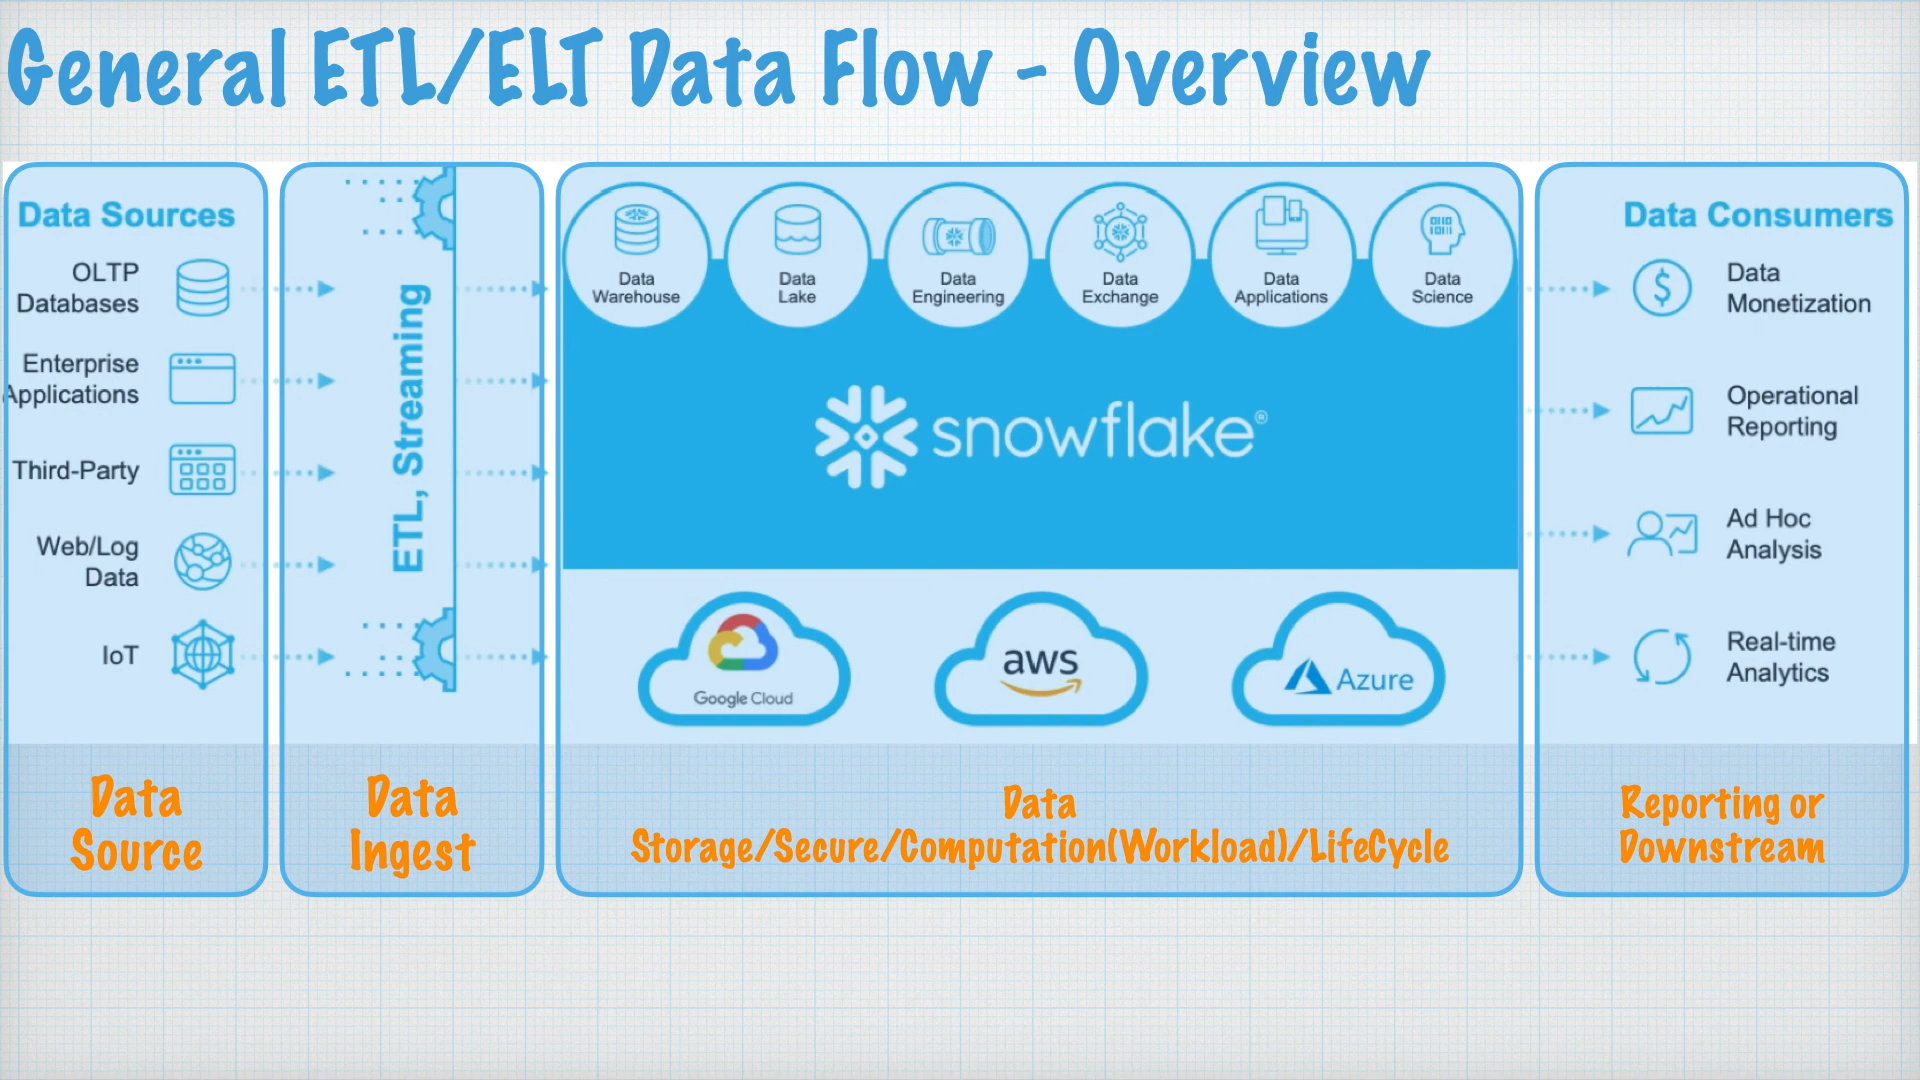 General ETL/ELT Data Flow - Overview
Data Sources
OLTP
Databases
Enterprise
Applications
Third-Party
Web/Log
Data
IoT
ETL, Streaming
Data
Warehouse
Data
Lake
Data
Engineering
Data
Exchange
Data
Applications
Data
Science
snowflake®
Google Cloud
aws
Azure
Data Consumers
Data
Monetization
Operational
Reporting
Ad Hoc
Analysis
Real-time
Analytics
Data
Source
Data
Ingest
Data
Storage/Secure/Computation(Workload)/LifeCycle
Reporting or
Downstream